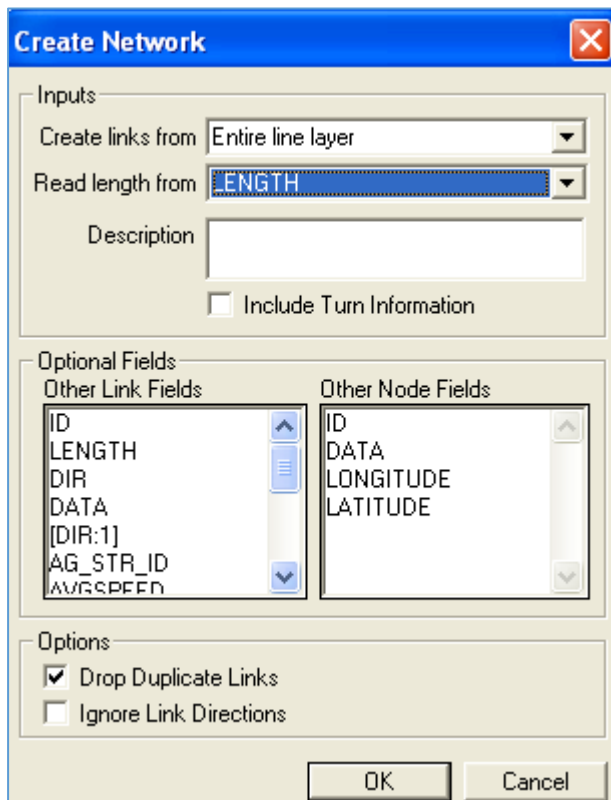 Create Network
Inputs
Create links from Entire line layer
Read length from LENGTH
Description
Include Turn Information
Optional Fields
Other Link Fields
ID
LENGTH
DIR
DATA
[DIR:1]
AG_STR_ID
AVGSPEED
Other Node Fields
ID
DATA
LONGITUDE
LATITUDE
Options
Drop Duplicate Links
Ignore Link Directions
OK Cancel